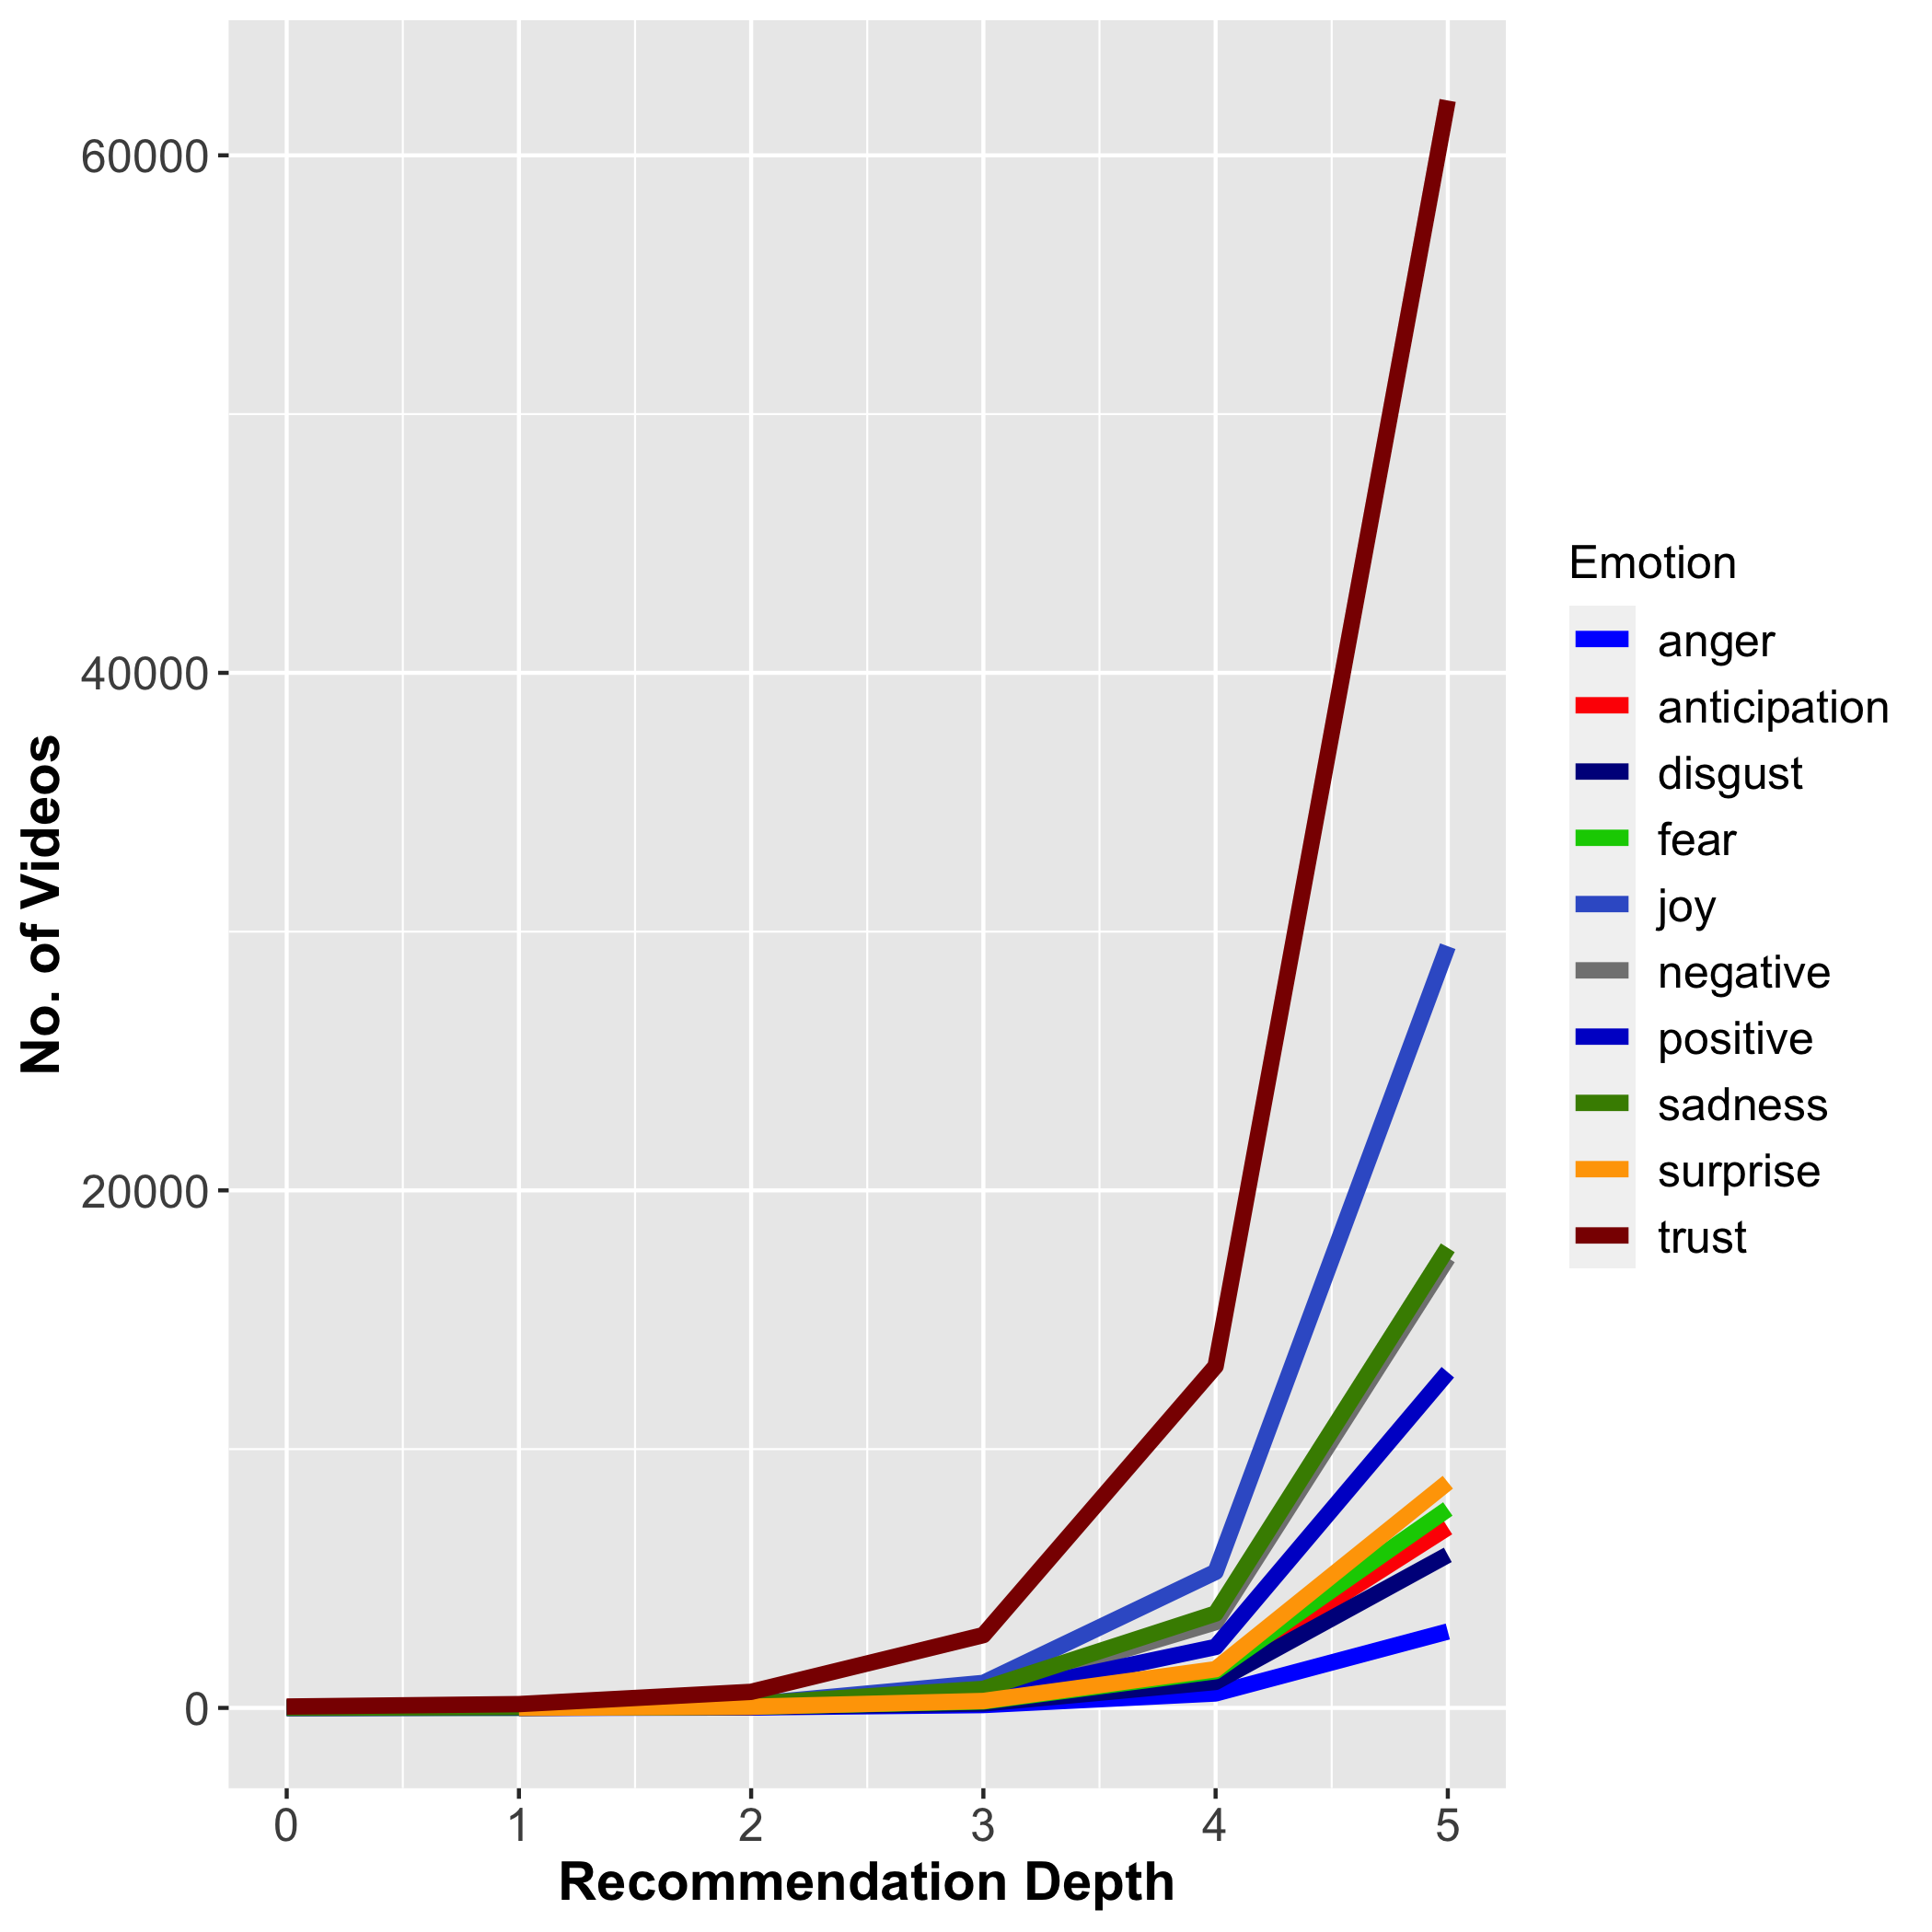 No. of Videos
60000
40000
20000
0
0 1 2 3 4 5
Recommendation Depth
Emotion
anger
anticipation
disgust
fear
joy
negative
positive
sadness
surprise
trust